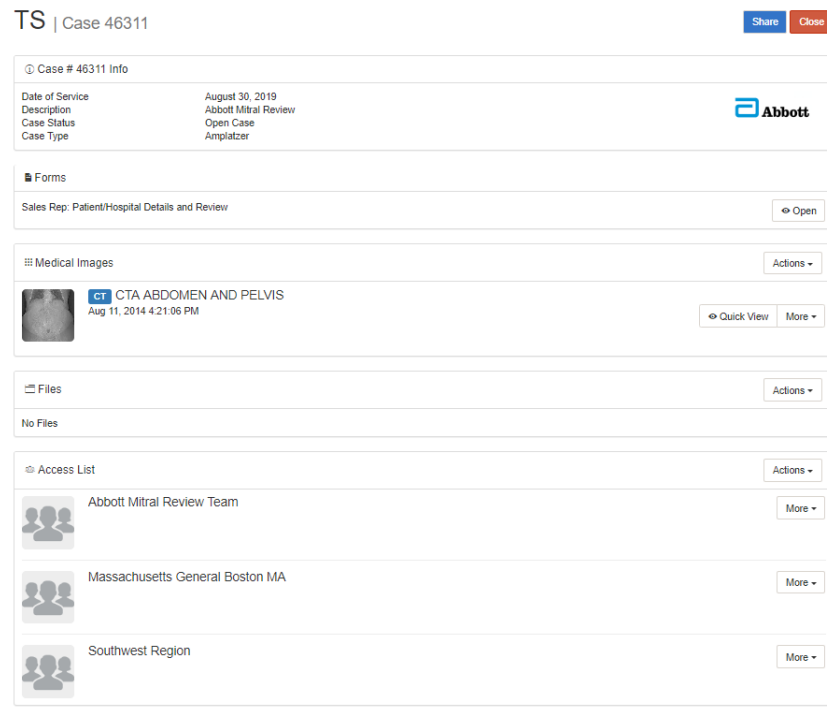 TS | Case 46311
Share
Close
Case # 46311 Info
Date of Service August 30, 2019
Description Abbott Mitral Review
Case Status Open Case
Case Type Amplatzer
Abbott
Forms
Sales Rep: Patient/Hospital Details and Review
Open
Medical Images
Actions
CT CTA ABDOMEN AND PELVIS
Aug 11, 2014 4:21:06 PM
Quick View
More
Files
Actions
No Files
Access List
Actions
Abbott Mitral Review Team
More
Massachusetts General Boston MA
More
Southwest Region
More